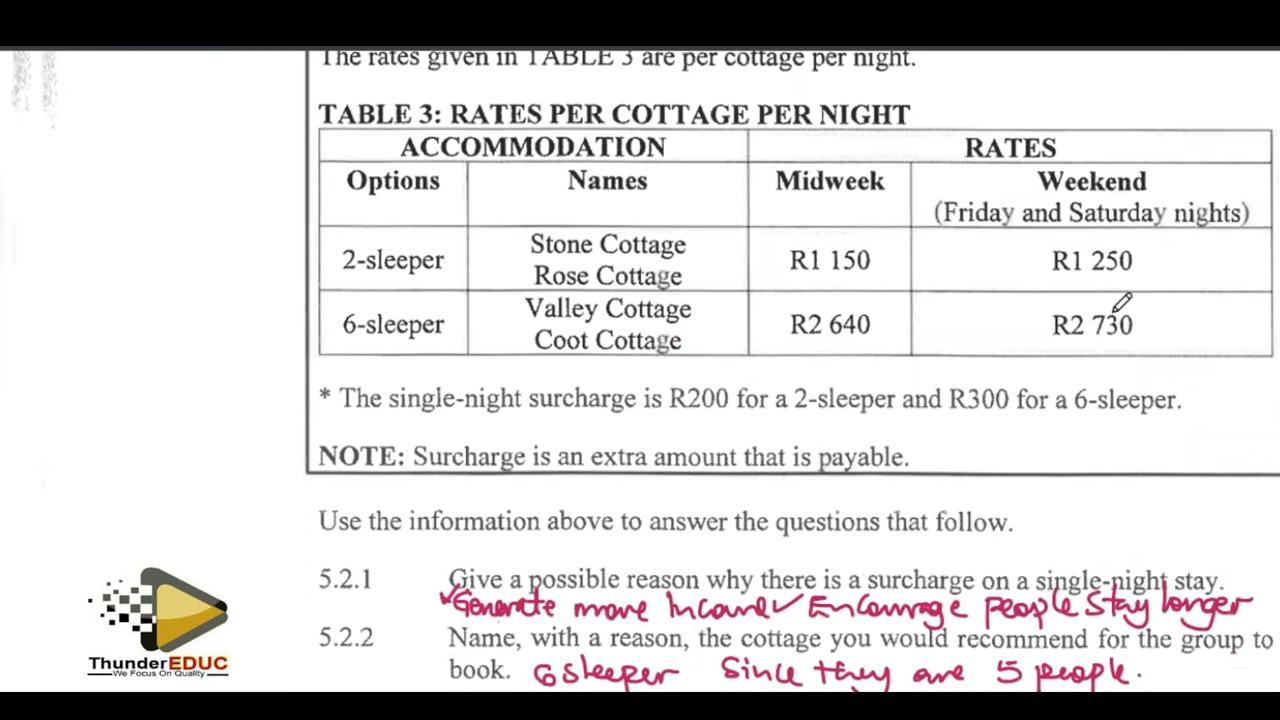 The rates given in TABLE 3 are per cottage per night.
TABLE 3: RATES PER COTTAGE PER NIGHT
ACCOMMODATION RATES
Options Names Midweek Weekend
(Friday and Saturday nights)
2-sleeper Stone Cottage R1 150 R1 250
Rose Cottage
6-sleeper Valley Cottage R2 640 R2 730
Coot Cottage
* The single-night surcharge is R200 for a 2-sleeper and R300 for a 6-sleeper.
NOTE: Surcharge is an extra amount that is payable.
Use the information above to answer the questions that follow.
5.2.1 Give a possible reason why there is a surcharge on a single-night stay.
✓Generate more Income✓ Encourage people stay longer
5.2.2 Name, with a reason, the cottage you would recommend for the group to
book. 6 sleeper Since they are 5 people.
ThunderEDUC
We Focus On Quality